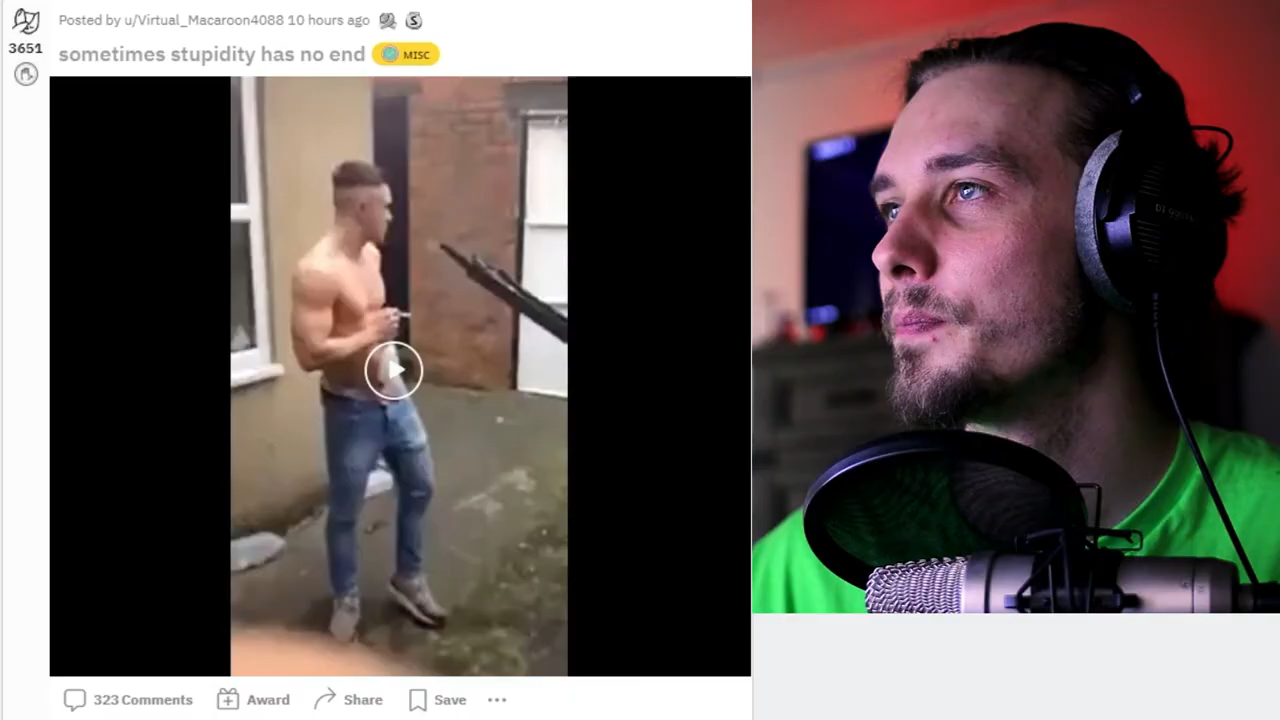 Posted by u/Virtual_Macaroon4088 10 hours ago
3651
sometimes stupidity has no end MISC
323 Comments Award Share Save